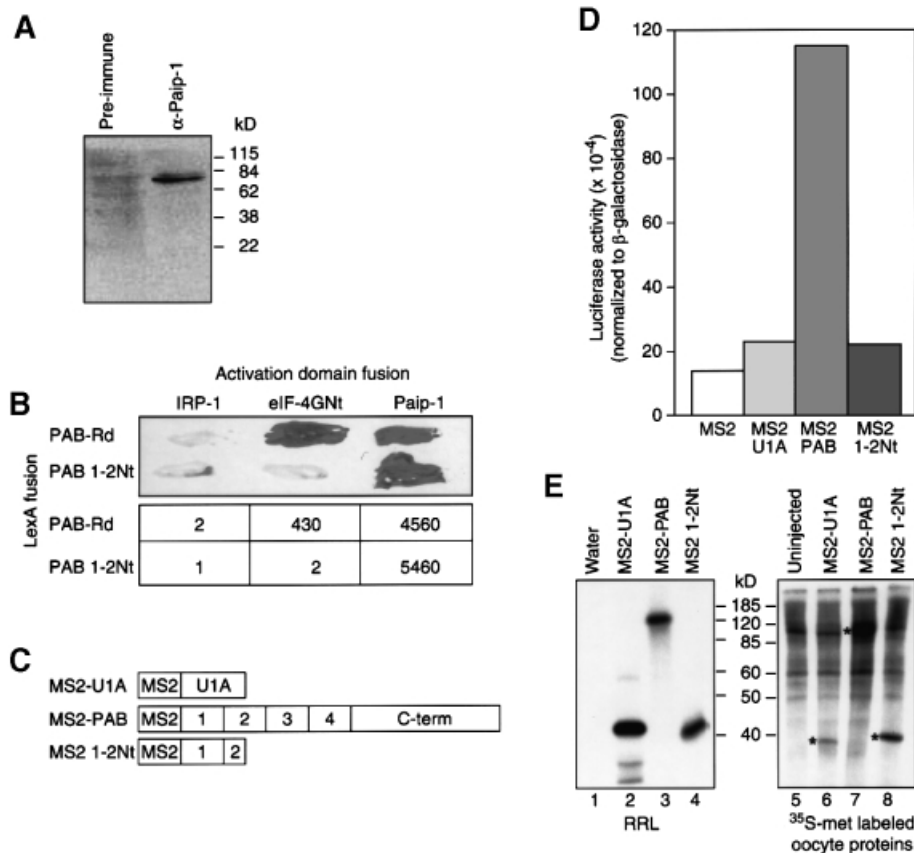 A
Pre-immune
α-Paip-1
kD
115
84
62
38
22
B
Activation domain fusion
IRP-1 eIF-4GNt Paip-1
LexA fusion
PAB-Rd
PAB 1-2Nt
PAB-Rd 2 430 4560
PAB 1-2Nt 1 2 5460
C
MS2-U1A MS2 U1A
MS2-PAB MS2 1 2 3 4 C-term
MS2 1-2Nt MS2 1 2
D
Luciferase activity (x 10⁻⁴)
(normalized to β-galactosidase)
120
100
80
60
40
20
0
MS2 MS2 MS2 MS2
U1A PAB 1-2Nt
E
Water
MS2-U1A
MS2-PAB
MS2 1-2Nt
kD
185
120
85
60
50
40
Uninjected
MS2-U1A
MS2-PAB
MS2 1-2Nt
*
*
*
1 2 3 4
RRL
5 6 7 8
³⁵S-met labeled
oocyte proteins